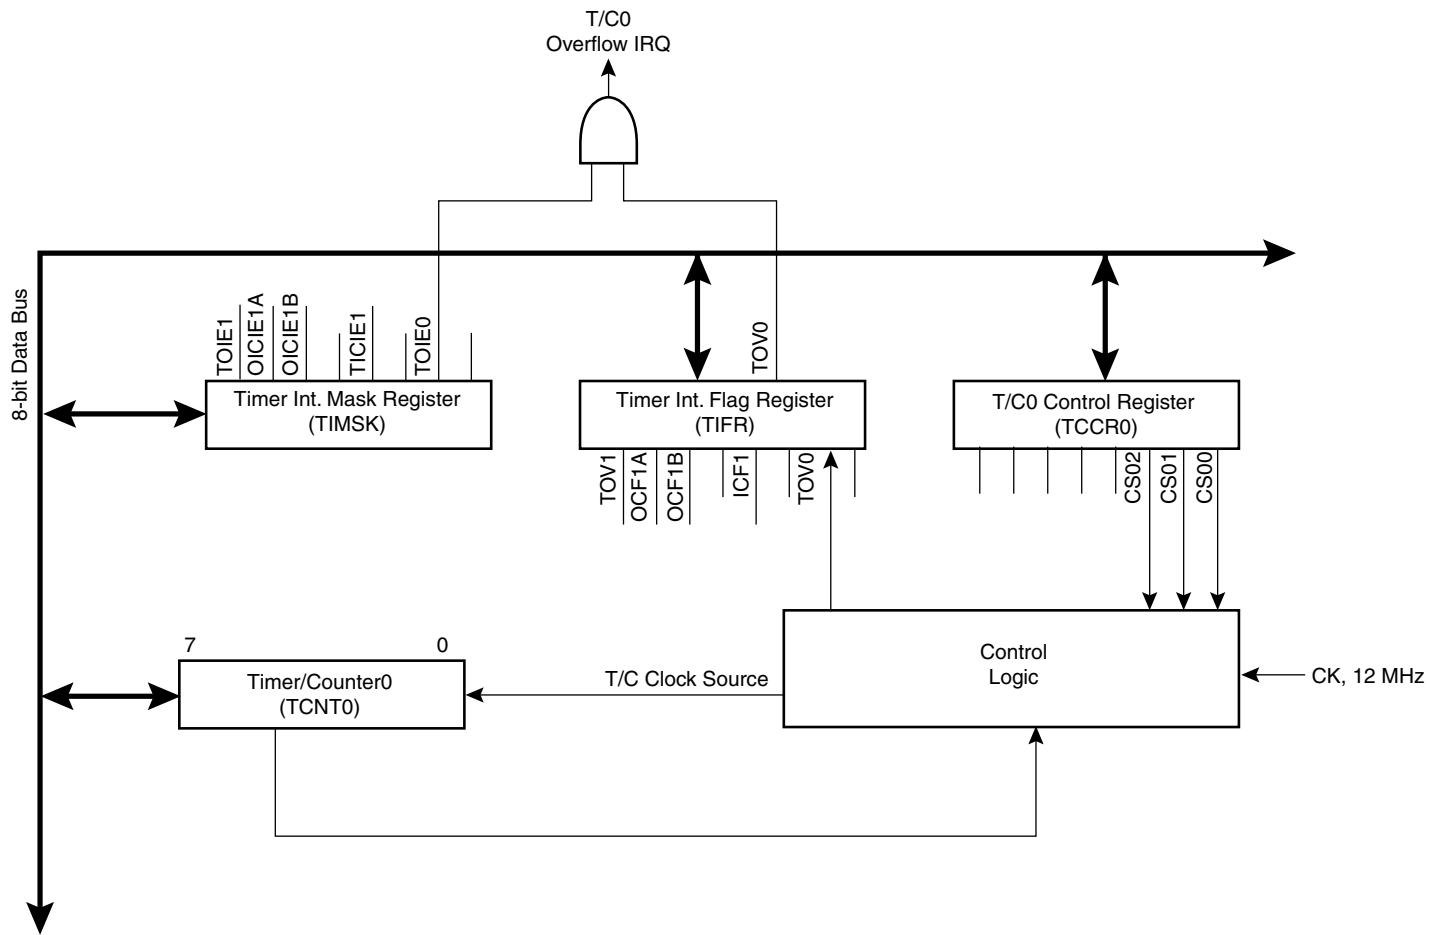 T/C0
Overflow IRQ
8-bit Data Bus
TOIE1
OICIE1A
OICIE1B
TICIE1
TOIE0
TOV0
Timer Int. Mask Register
(TIMSK)
Timer Int. Flag Register
(TIFR)
T/C0 Control Register
(TCCR0)
TOV1
OCF1A
OCF1B
ICF1
TOV0
CS02
CS01
CS00
7
0
Timer/Counter0
(TCNT0)
T/C Clock Source
Control
Logic
CK, 12 MHz